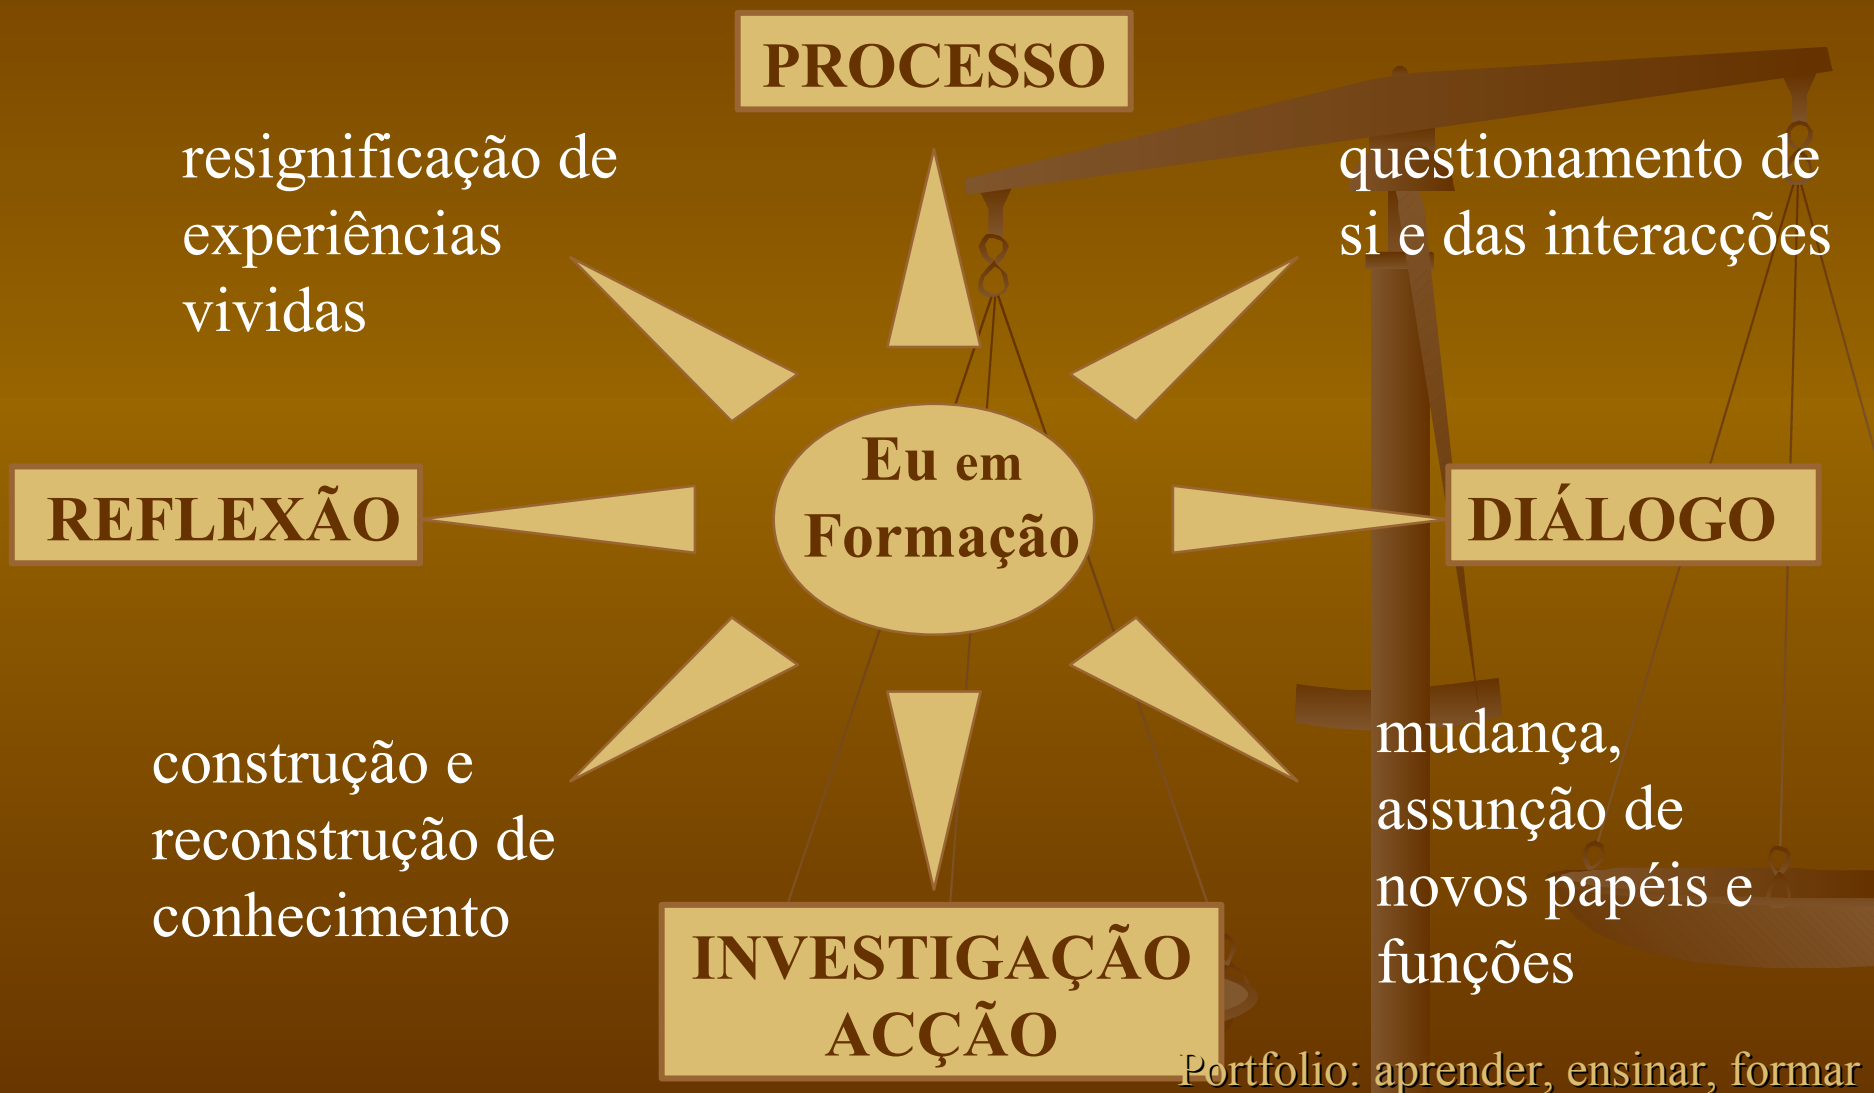 PROCESSO
resignificação de
experiências
vividas
questionamento de
si e das interacções
Eu em
Formação
REFLEXÃO
DIÁLOGO
construção e
reconstrução de
conhecimento
mudança,
assunção de
novos papéis e
funções
INVESTIGAÇÃO
ACÇÃO
Portfolio: aprender, ensinar, formar